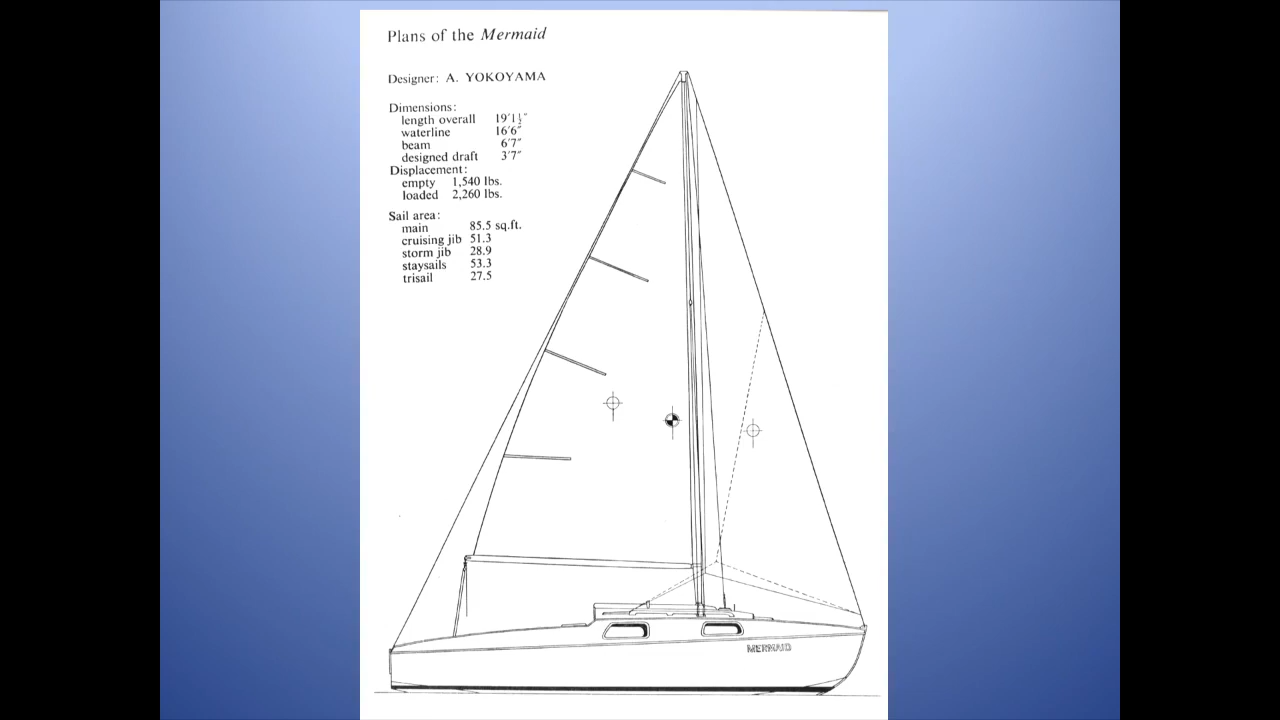 Plans of the Mermaid
Designer: A. YOKOYAMA
Dimensions:
length overall 19'1½"
waterline 16'6"
beam 6'7"
designed draft 3'7"
Displacement:
empty 1,540 lbs.
loaded 2,260 lbs.
Sail area:
main 85.5 sq.ft.
cruising jib 51.3
storm jib 28.9
staysails 53.3
trisail 27.5
MERMAID